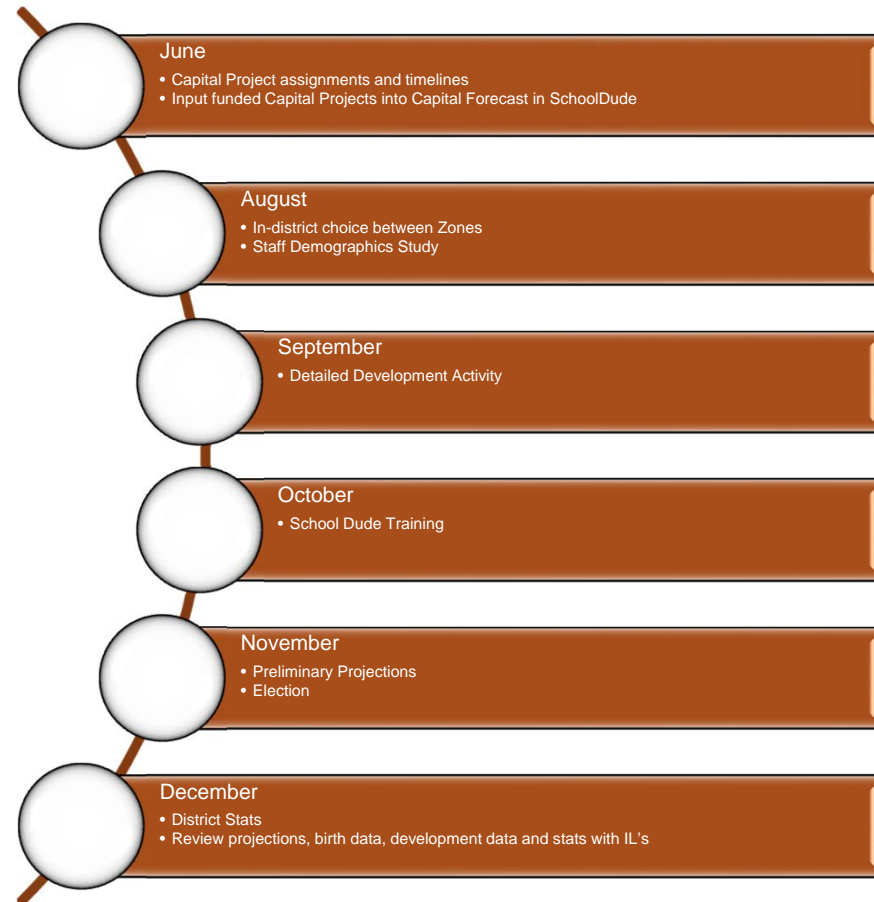 June
• Capital Project assignments and timelines
• Input funded Capital Projects into Capital Forecast in SchoolDude
August
• In-district choice between Zones
• Staff Demographics Study
September
• Detailed Development Activity
October
• School Dude Training
November
• Preliminary Projections
• Election
December
• District Stats
• Review projections, birth data, development data and stats with IL's